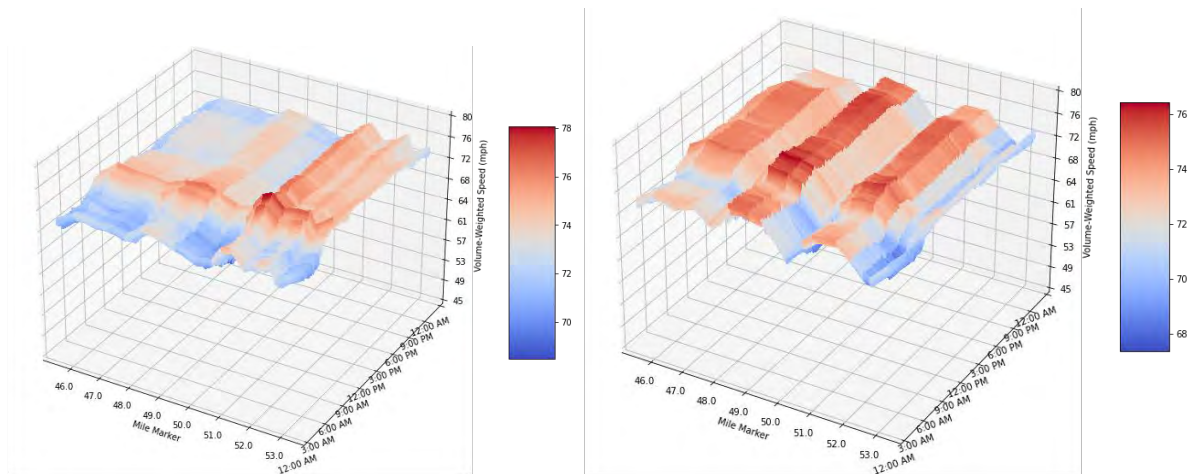 80
76
72
68
64
61
57
53
49
45
Volume-Weighted Speed (mph)
78
76
74
72
70
46.0
47.0
48.0
49.0
50.0
51.0
52.0
53.0
Mile Marker
12:00 AM
9:00 PM
6:00 PM
3:00 PM
12:00 PM
9:00 AM
6:00 AM
3:00 AM
12:00 AM
80
76
72
68
64
61
57
53
49
45
Volume-Weighted Speed (mph)
76
74
72
70
68
46.0
47.0
48.0
49.0
50.0
51.0
52.0
53.0
Mile Marker
12:00 AM
9:00 PM
6:00 PM
3:00 PM
12:00 PM
9:00 AM
6:00 AM
3:00 AM
12:00 AM